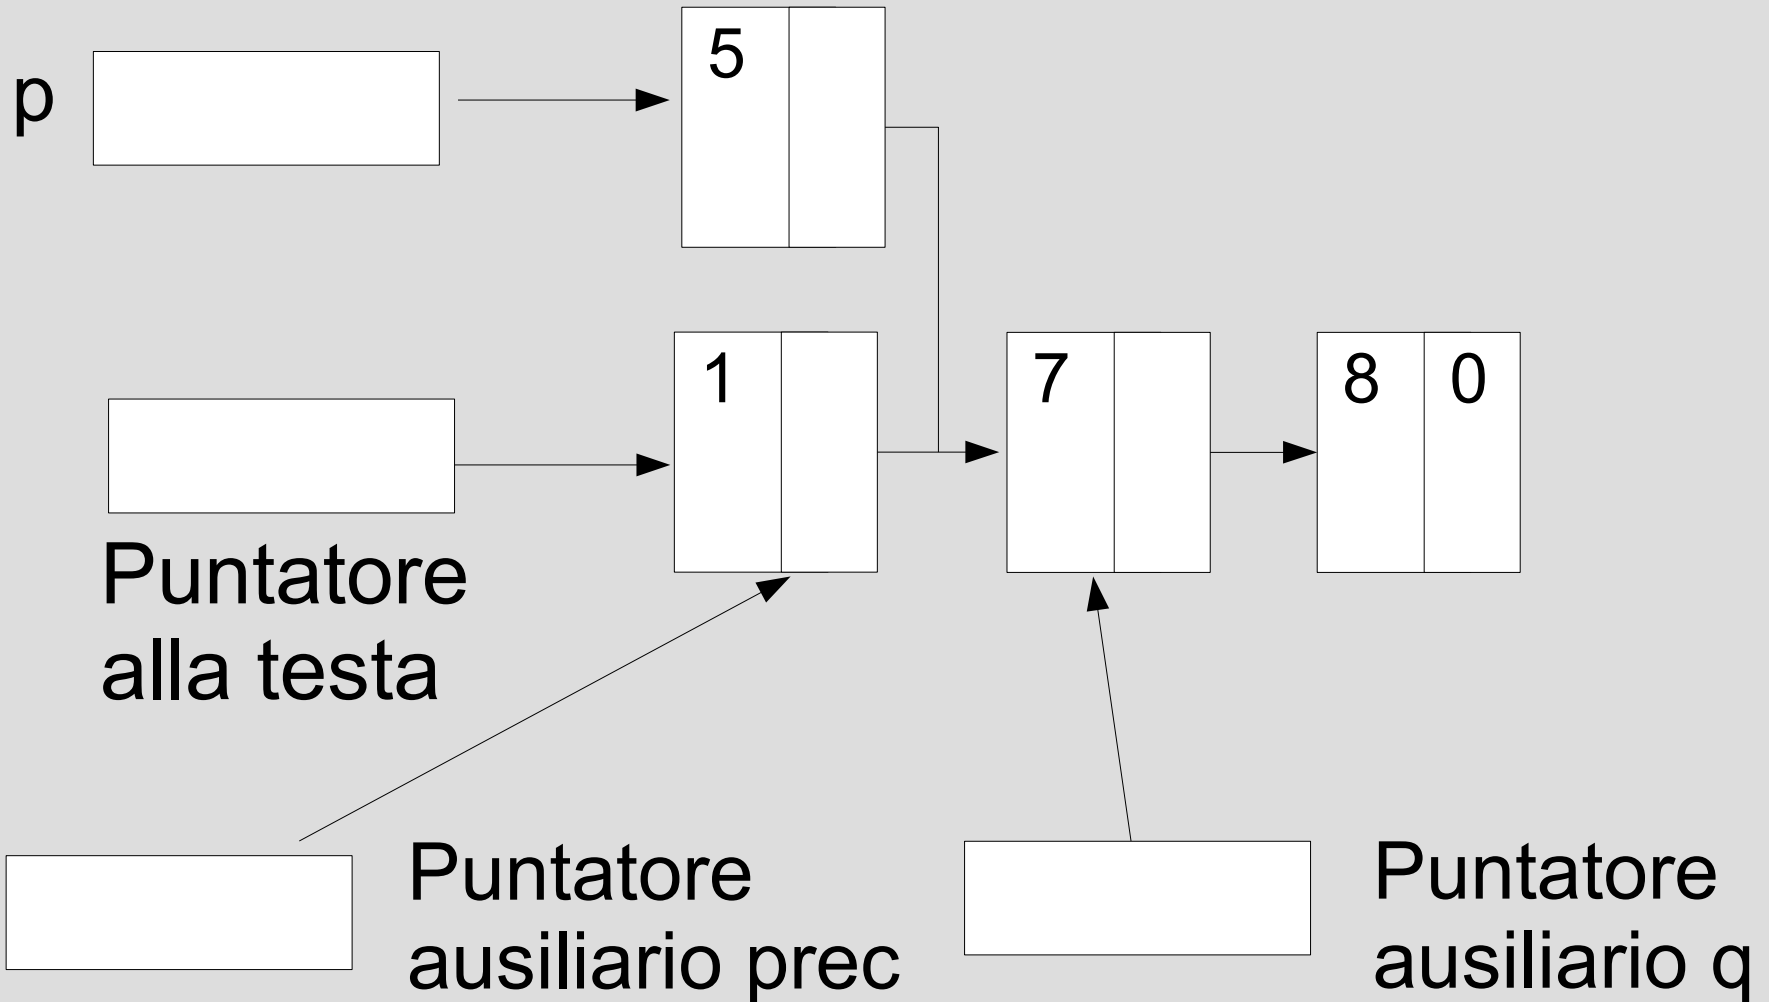 5
p
1
7
8 0
Puntatore
alla testa
Puntatore
ausiliario prec
Puntatore
ausiliario q